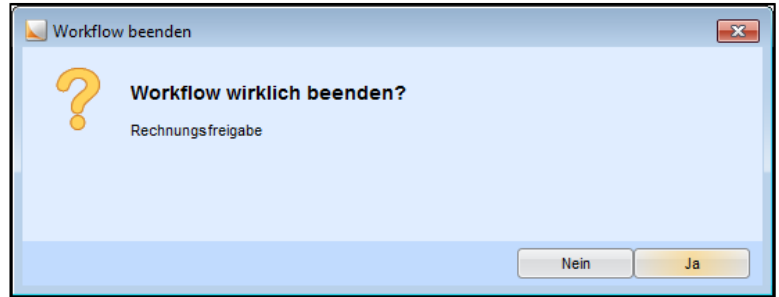 Workflow beenden
Workflow wirklich beenden?
Rechnungsfreigabe
Nein
Ja